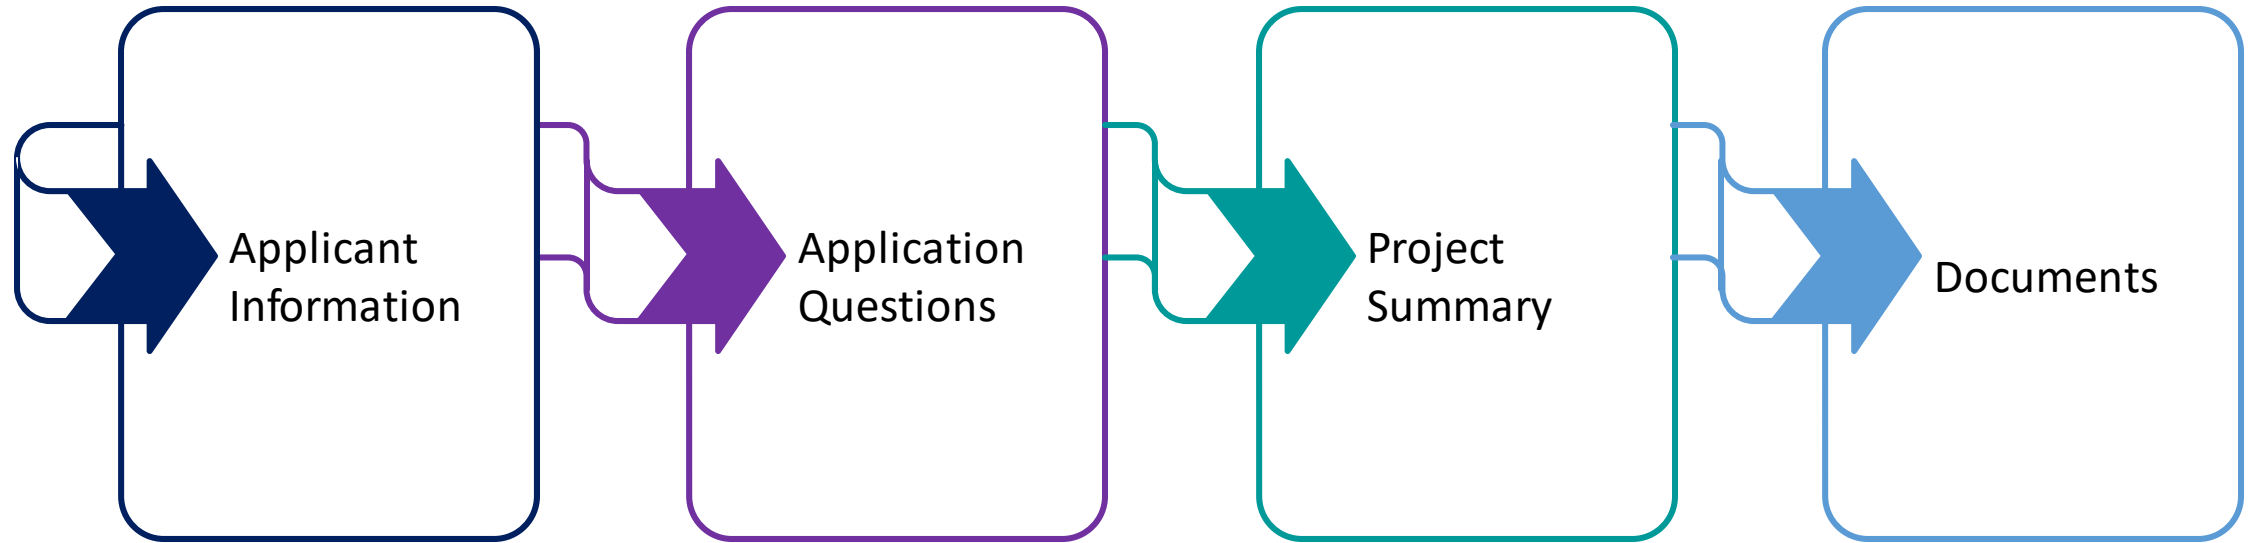 Applicant
Information
Application
Questions
Project
Summary
Documents